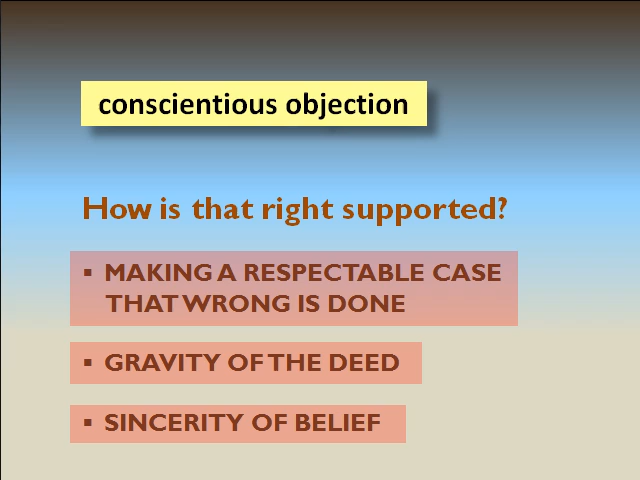 conscientious objection
How is that right supported?
▪ MAKING A RESPECTABLE CASE
THAT WRONG IS DONE
▪ GRAVITY OF THE DEED
▪ SINCERITY OF BELIEF